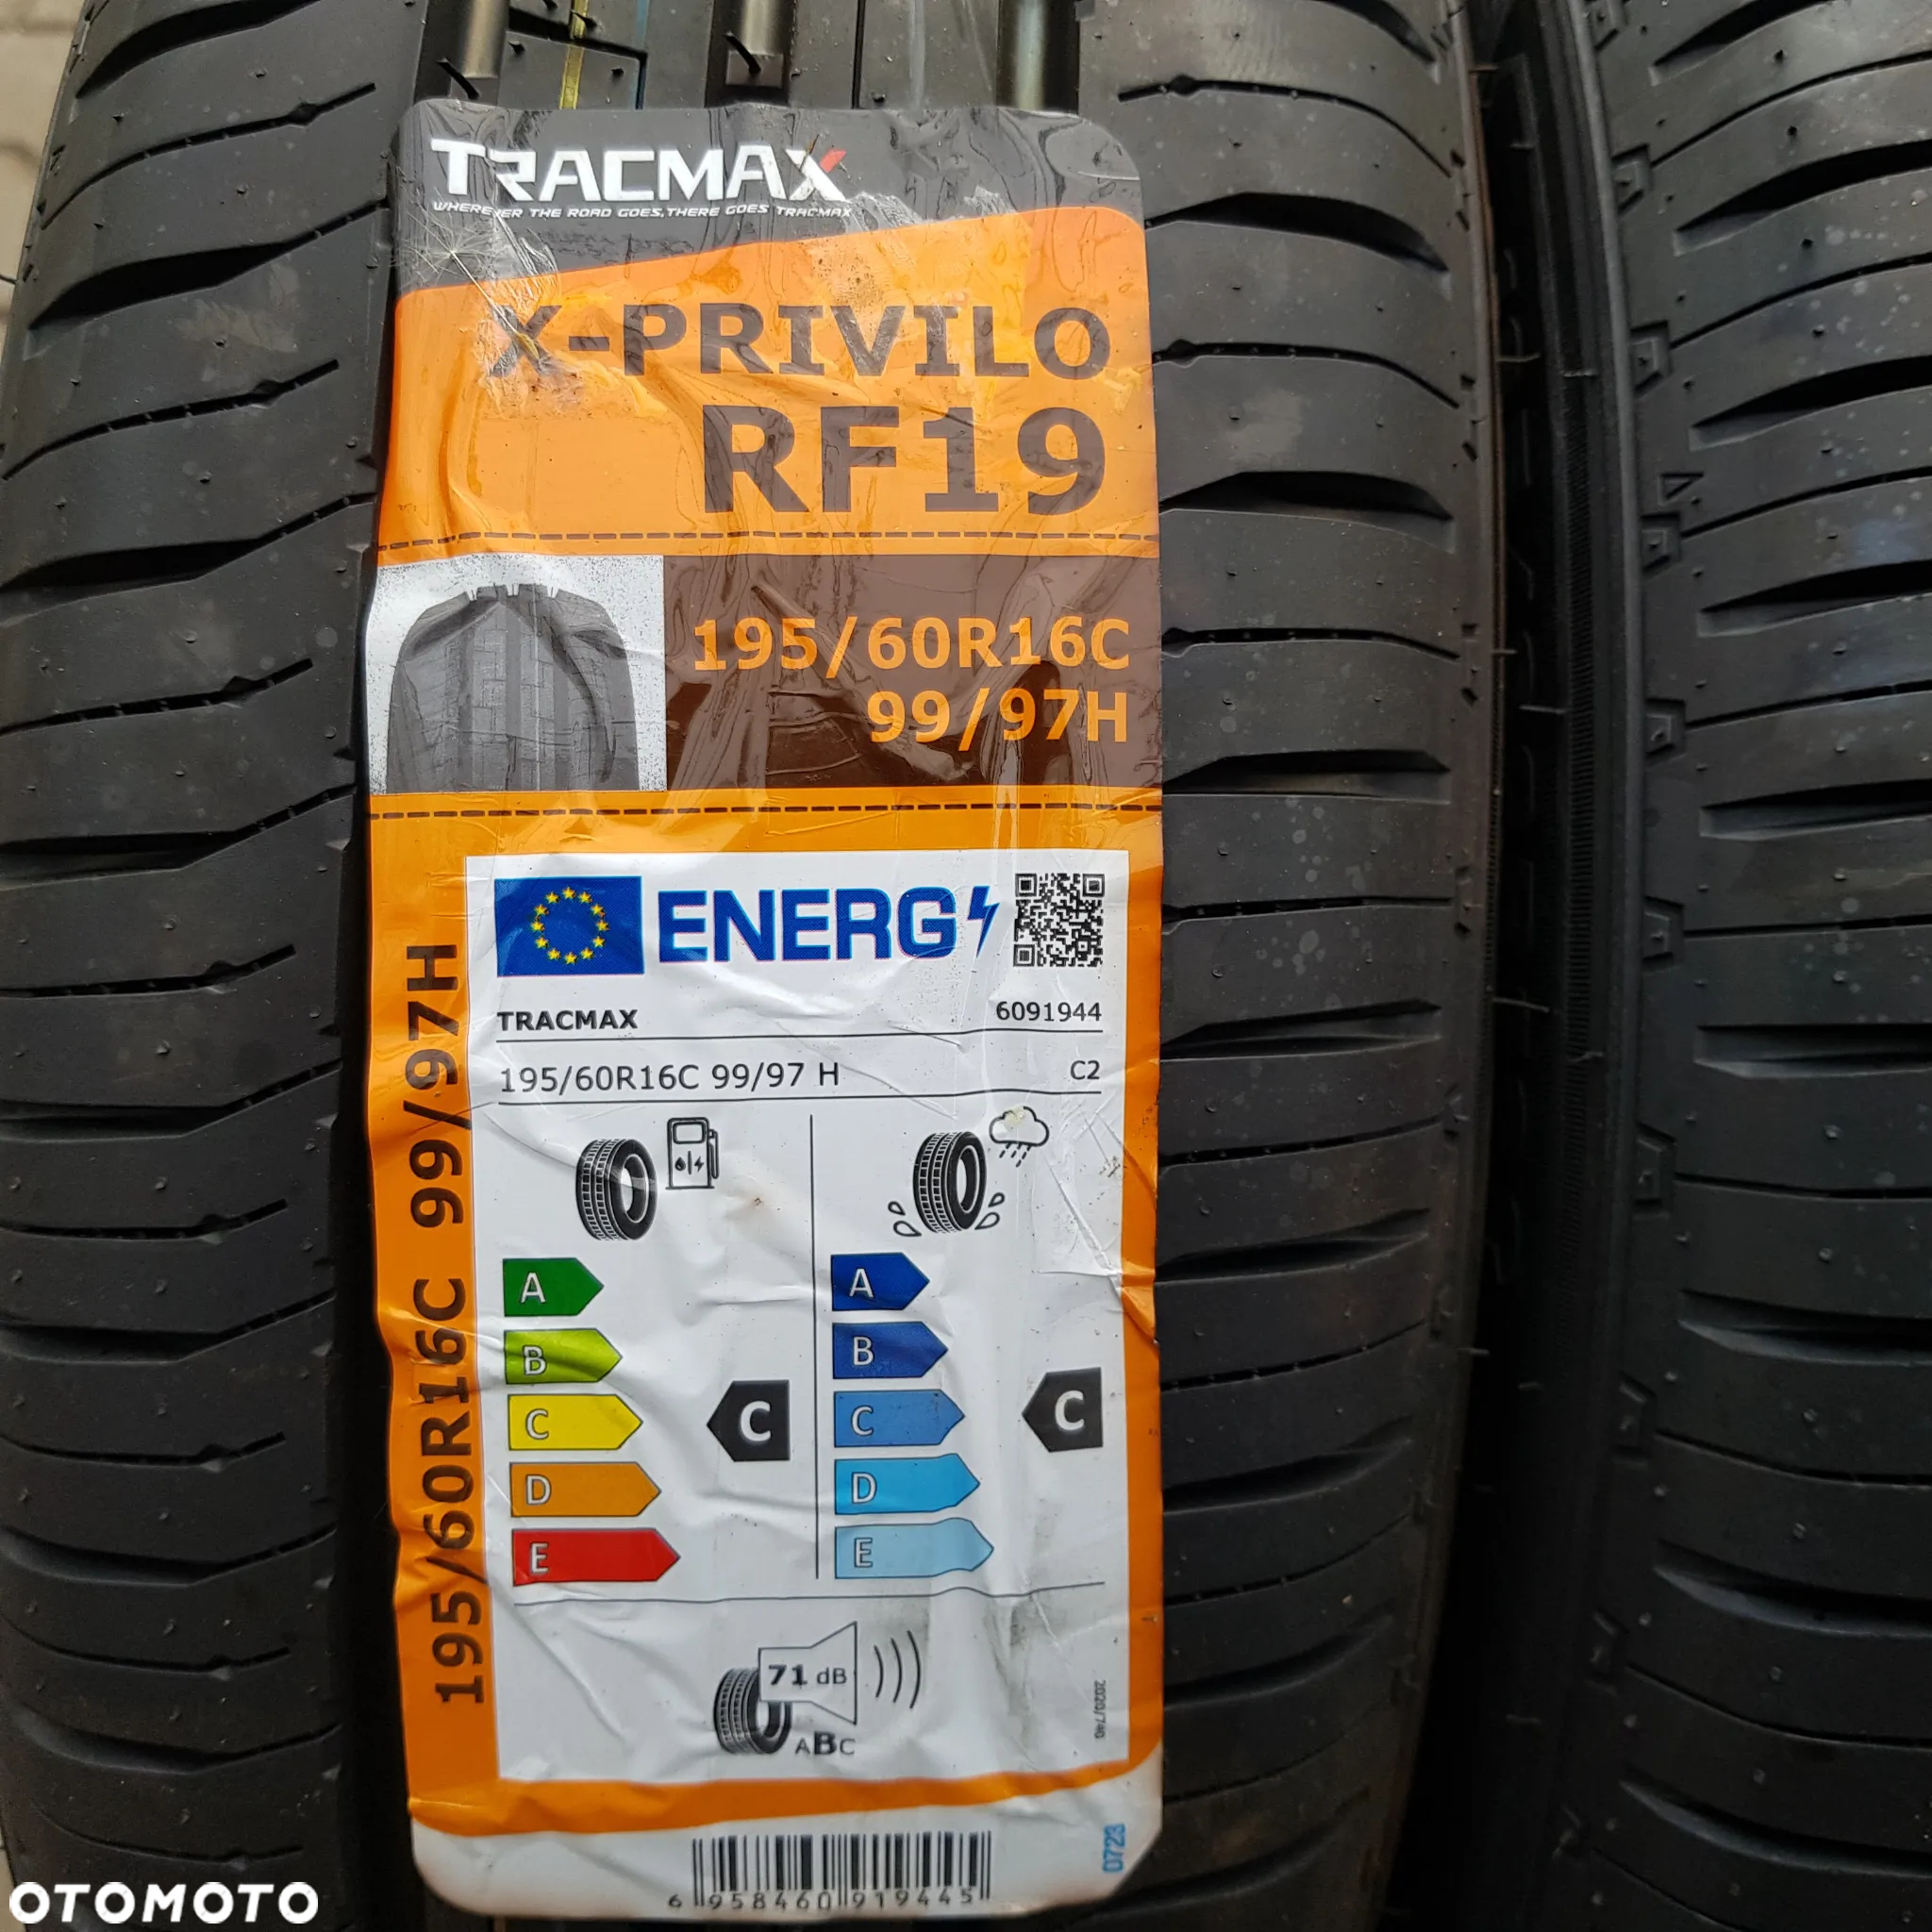 TRACMAX
WHEREVER THE ROAD GOES,THERE GOES TRACMAX
X-PRIVILO
RF19
195/60R16C
99/97H
195/60R16C 99/97H
ENERG
TRACMAX
6091944
195/60R16C 99/97 H
C2
A
B
C
D
E
C
A
B
C
D
E
C
71 dB
ABC
2020/740
0723
6 958460 919445
OTOMOTO